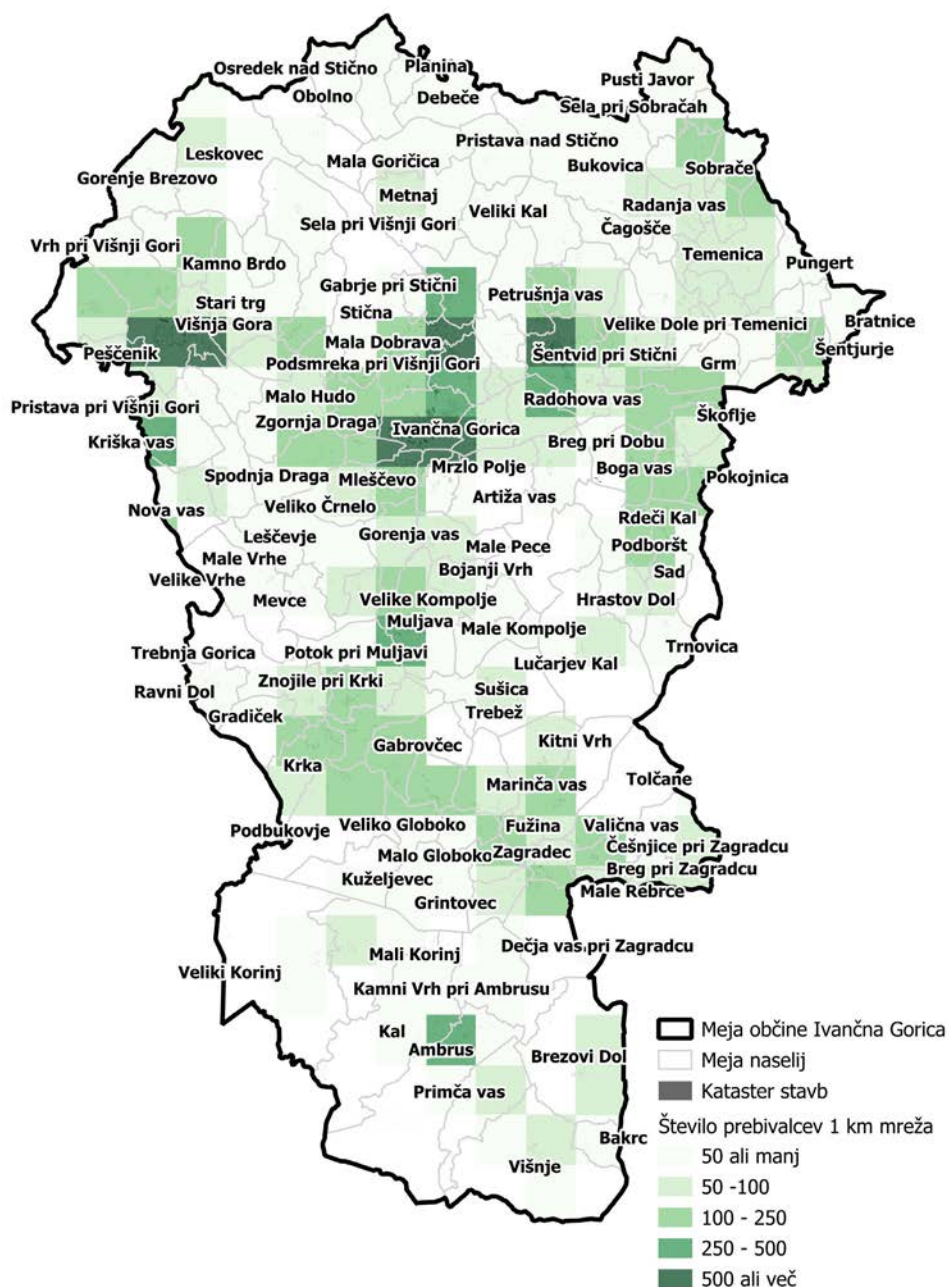 Osredek nad Stično
Planina
Pusti Javor
Obolno
Debeče
Sela pri Sobračah
Pristava nad Stično
Leskovec
Mala Goričica
Bukovica
Sobrače
Gorenje Brezovo
Metnaj
Radanja vas
Veliki Kal
Sela pri Višnji Gori
Čagošče
Vrh pri Višnji Gori
Temenica
Kamno Brdo
Pungert
Gabrje pri Stični
Petrušnja vas
Stari trg
Stična
Bratnice
Višnja Gora
Velike Dole pri Temenici
Mala Dobrava
Šentjurje
Peščenik
Šentvid pri Stični
Podsmreka pri Višnji Gori
Grm
Malo Hudo
Radohova vas
Pristava pri Višnji Gori
Škoflje
Zgornja Draga
Ivančna Gorica
Kriška vas
Breg pri Dobu
Mrzlo Polje
Boga vas
Spodnja Draga
Mleščevo
Pokojnica
Artiža vas
Nova vas
Veliko Črnelo
Rdeči Kal
Leščevje
Gorenja vas
Male Pece
Podboršt
Male Vrhe
Bojanji Vrh
Sad
Velike Vrhe
Mevce
Velike Kompolje
Hrastov Dol
Muljava
Male Kompolje
Trnovica
Trebnja Gorica
Potok pri Muljavi
Lučarjev Kal
Znojile pri Krki
Ravni Dol
Sušica
Gradiček
Trebež
Gabrovčec
Kitni Vrh
Krka
Marinča vas
Tolčane
Podbukovje
Veliko Globoko
Fužina
Valična vas
Malo Globoko
Zagradec
Češnjice pri Zagradcu
Kuželjevec
Breg pri Zagradcu
Grintovec
Male Rebrce
Mali Korinj
Dečja vas pri Zagradcu
Veliki Korinj
Kamni Vrh pri Ambrusu
Kal
Ambrus
Brezovi Dol
Primča vas
Bakrc
Višnje
Meja občine Ivančna Gorica
Meja naselij
Kataster stavb
Število prebivalcev 1 km mreža
50 ali manj
50 -100
100 - 250
250 - 500
500 ali več